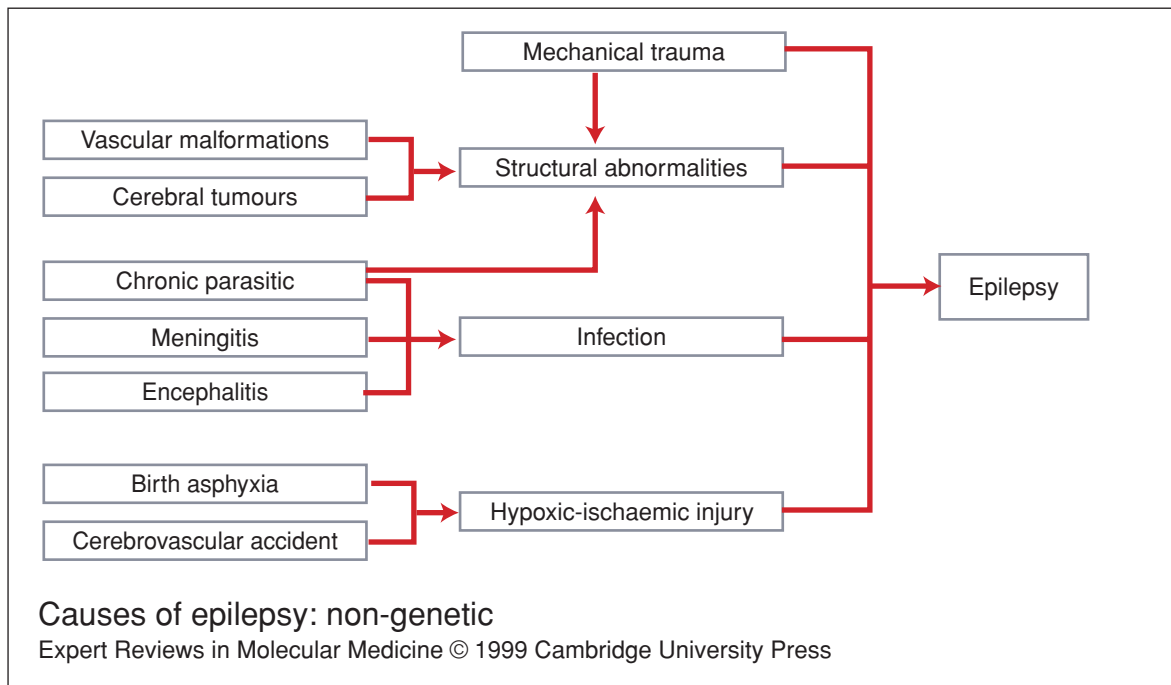 Mechanical trauma
Vascular malformations
Structural abnormalities
Cerebral tumours
Chronic parasitic
Epilepsy
Meningitis
Infection
Encephalitis
Birth asphyxia
Hypoxic-ischaemic injury
Cerebrovascular accident
Causes of epilepsy: non-genetic
Expert Reviews in Molecular Medicine © 1999 Cambridge University Press